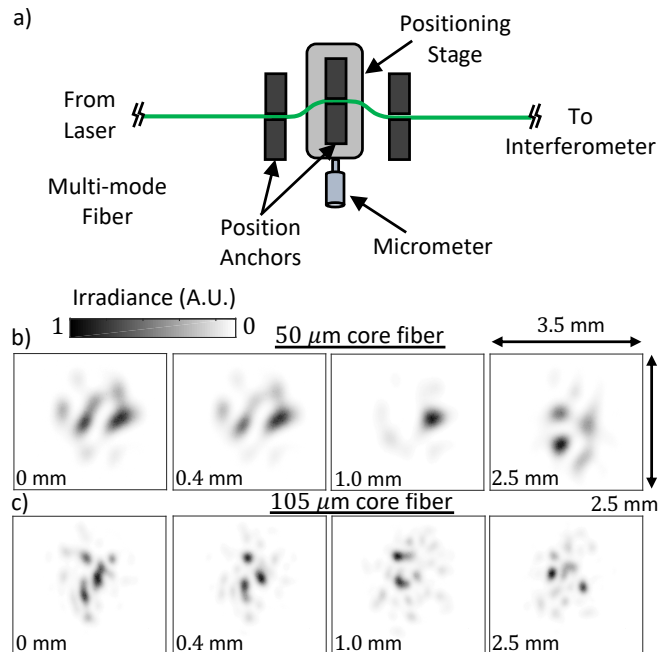 a)
Positioning
Stage
From
Laser
To
Interferometer
Multi-mode
Fiber
Position
Anchors
Micrometer
Irradiance (A.U.)
1 0
b) 50 μm core fiber 3.5 mm
0 mm 0.4 mm 1.0 mm 2.5 mm
2.5 mm
c) 105 μm core fiber
0 mm 0.4 mm 1.0 mm 2.5 mm